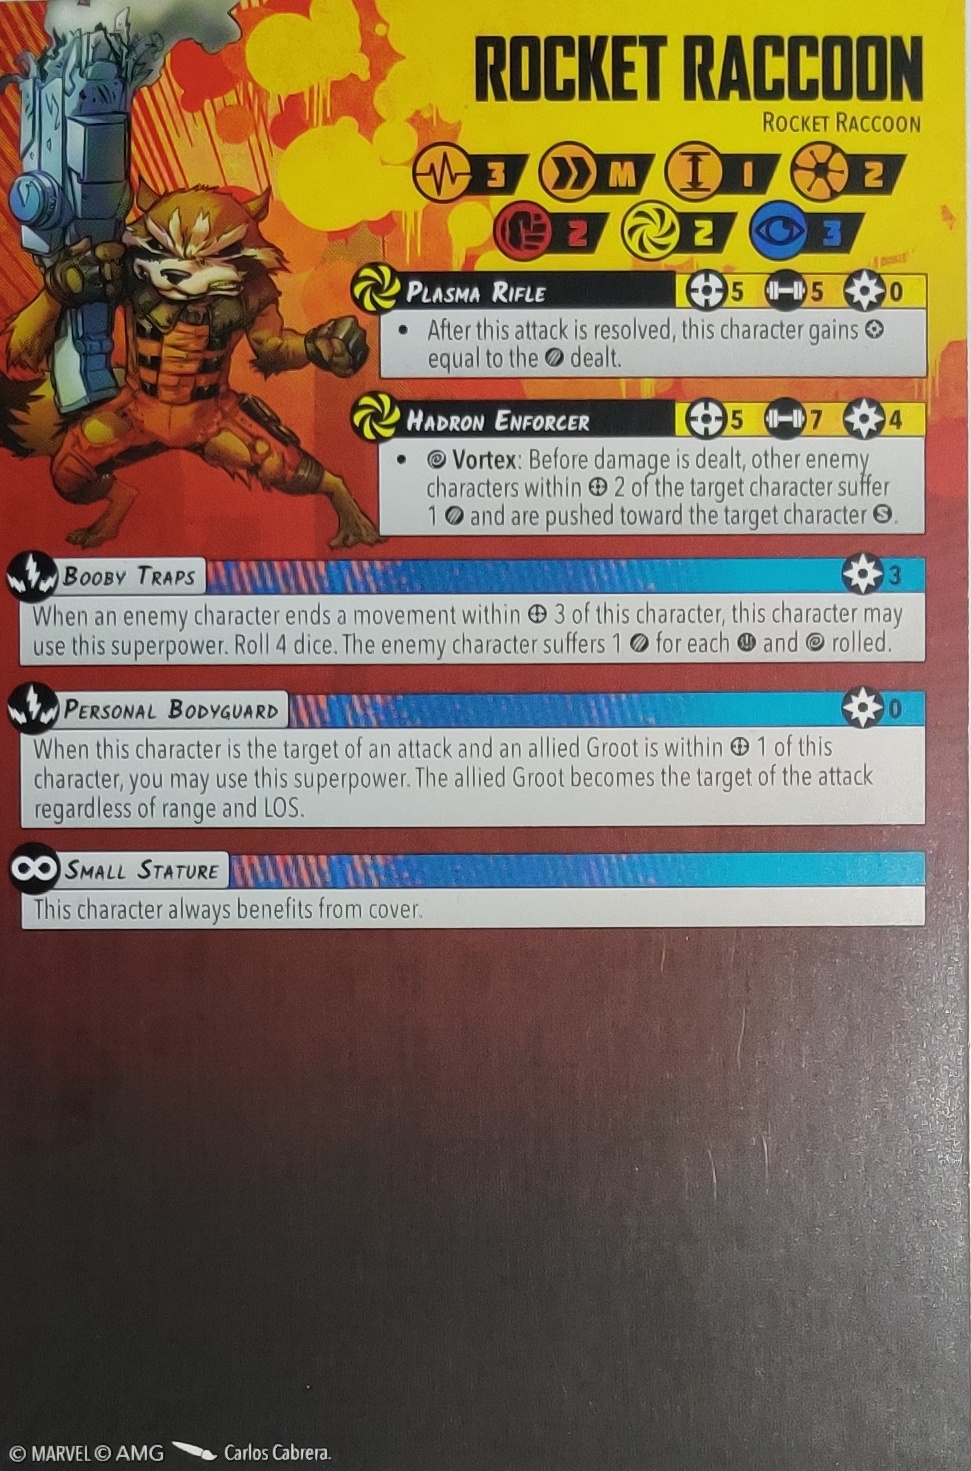 ROCKET RACCOON
ROCKET RACCOON
3 M 1 2
2 2 3
PLASMA RIFLE 5 5 0
• After this attack is resolved, this character gains
equal to the dealt.
HADRON ENFORCER 5 7 4
• Vortex: Before damage is dealt, other enemy
characters within 2 of the target character suffer
1 and are pushed toward the target character S.
BOOBY TRAPS 3
When an enemy character ends a movement within 3 of this character, this character may
use this superpower. Roll 4 dice. The enemy character suffers 1 for each and rolled.
PERSONAL BODYGUARD 0
When this character is the target of an attack and an allied Groot is within 1 of this
character, you may use this superpower. The allied Groot becomes the target of the attack
regardless of range and LOS.
SMALL STATURE
This character always benefits from cover.
© MARVEL © AMG Carlos Cabrera.